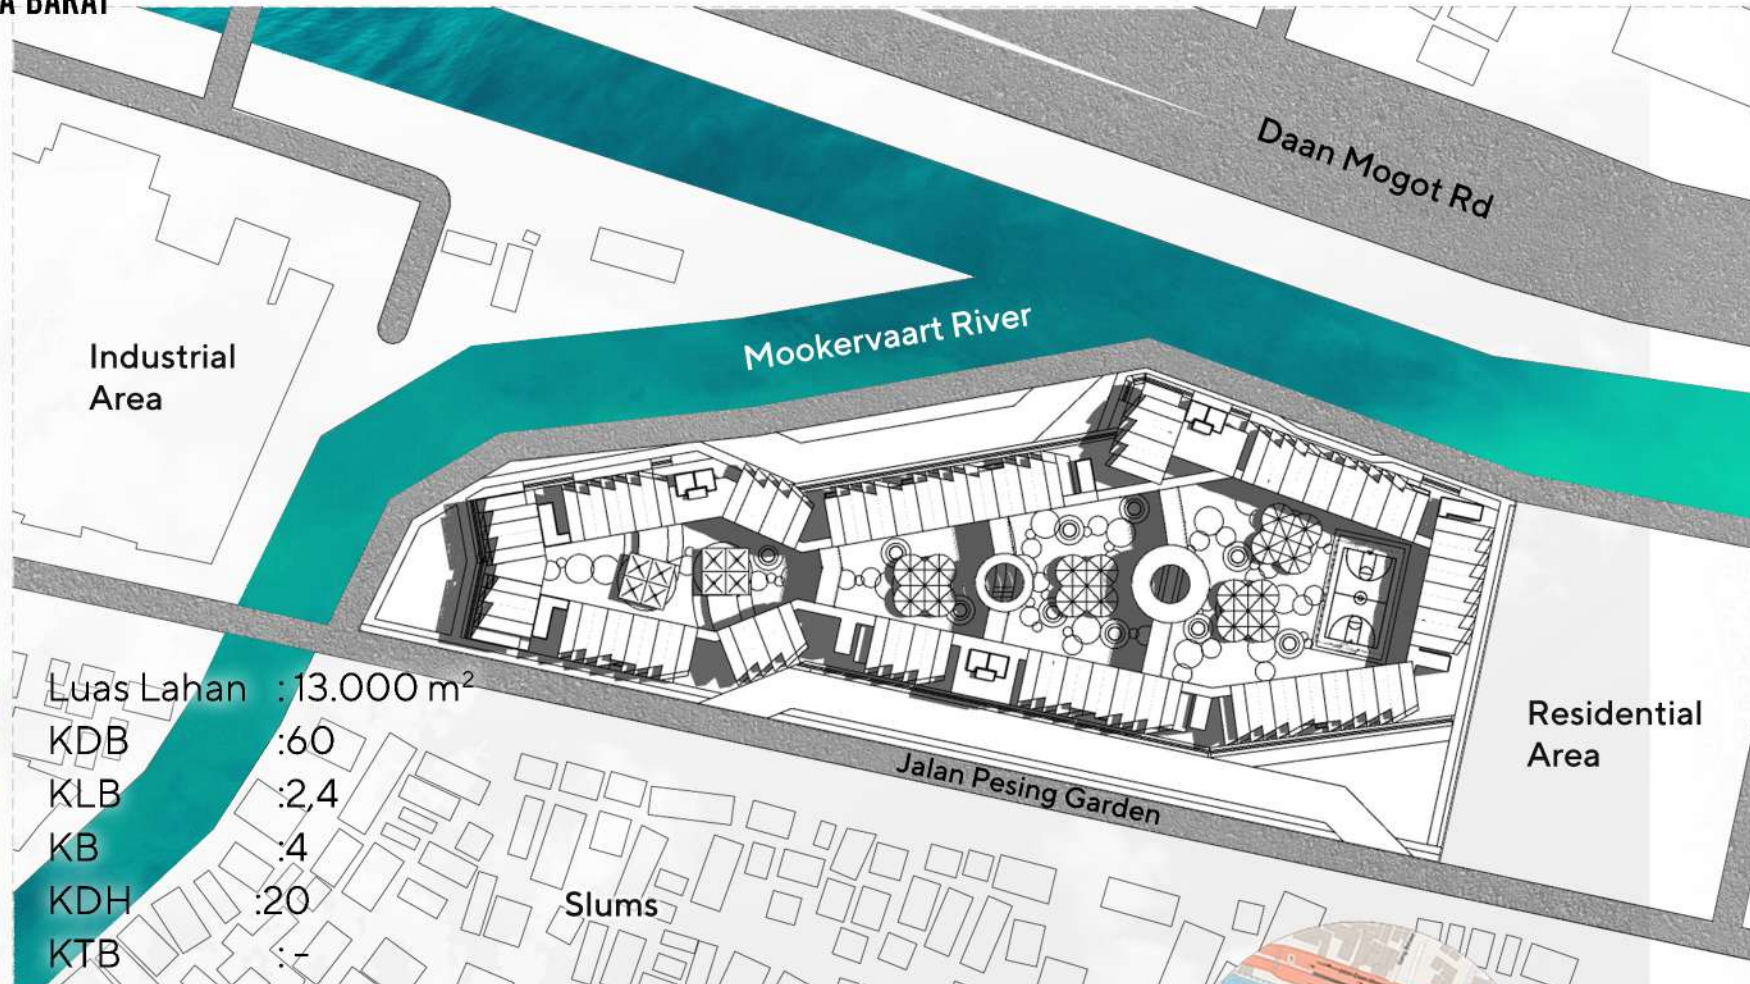 A BARAT
Daan Mogot Rd
Mookervaart River
Industrial
Area
Luas Lahan : 13.000 m²
KDB :60
KLB :2,4
KB :4
KDH :20
KTB : -
Jalan Pesing Garden
Residential
Area
Slums